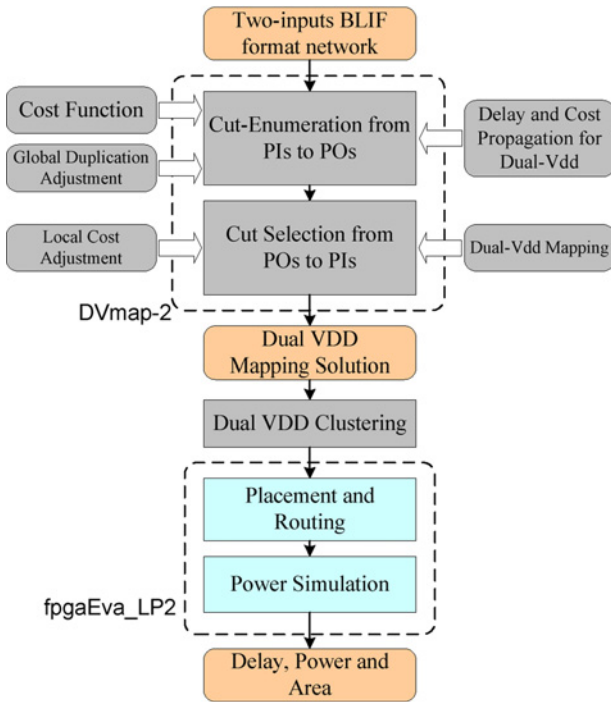 Two-inputs BLIF
format network
Cost Function
Global Duplication
Adjustment
Cut-Enumeration from
PIs to POs
Delay and Cost
Propagation for
Dual-Vdd
Local Cost
Adjustment
Cut Selection from
POs to PIs
Dual-Vdd Mapping
DVmap-2
Dual VDD
Mapping Solution
Dual VDD Clustering
Placement and
Routing
Power Simulation
fpgaEva_LP2
Delay, Power and
Area